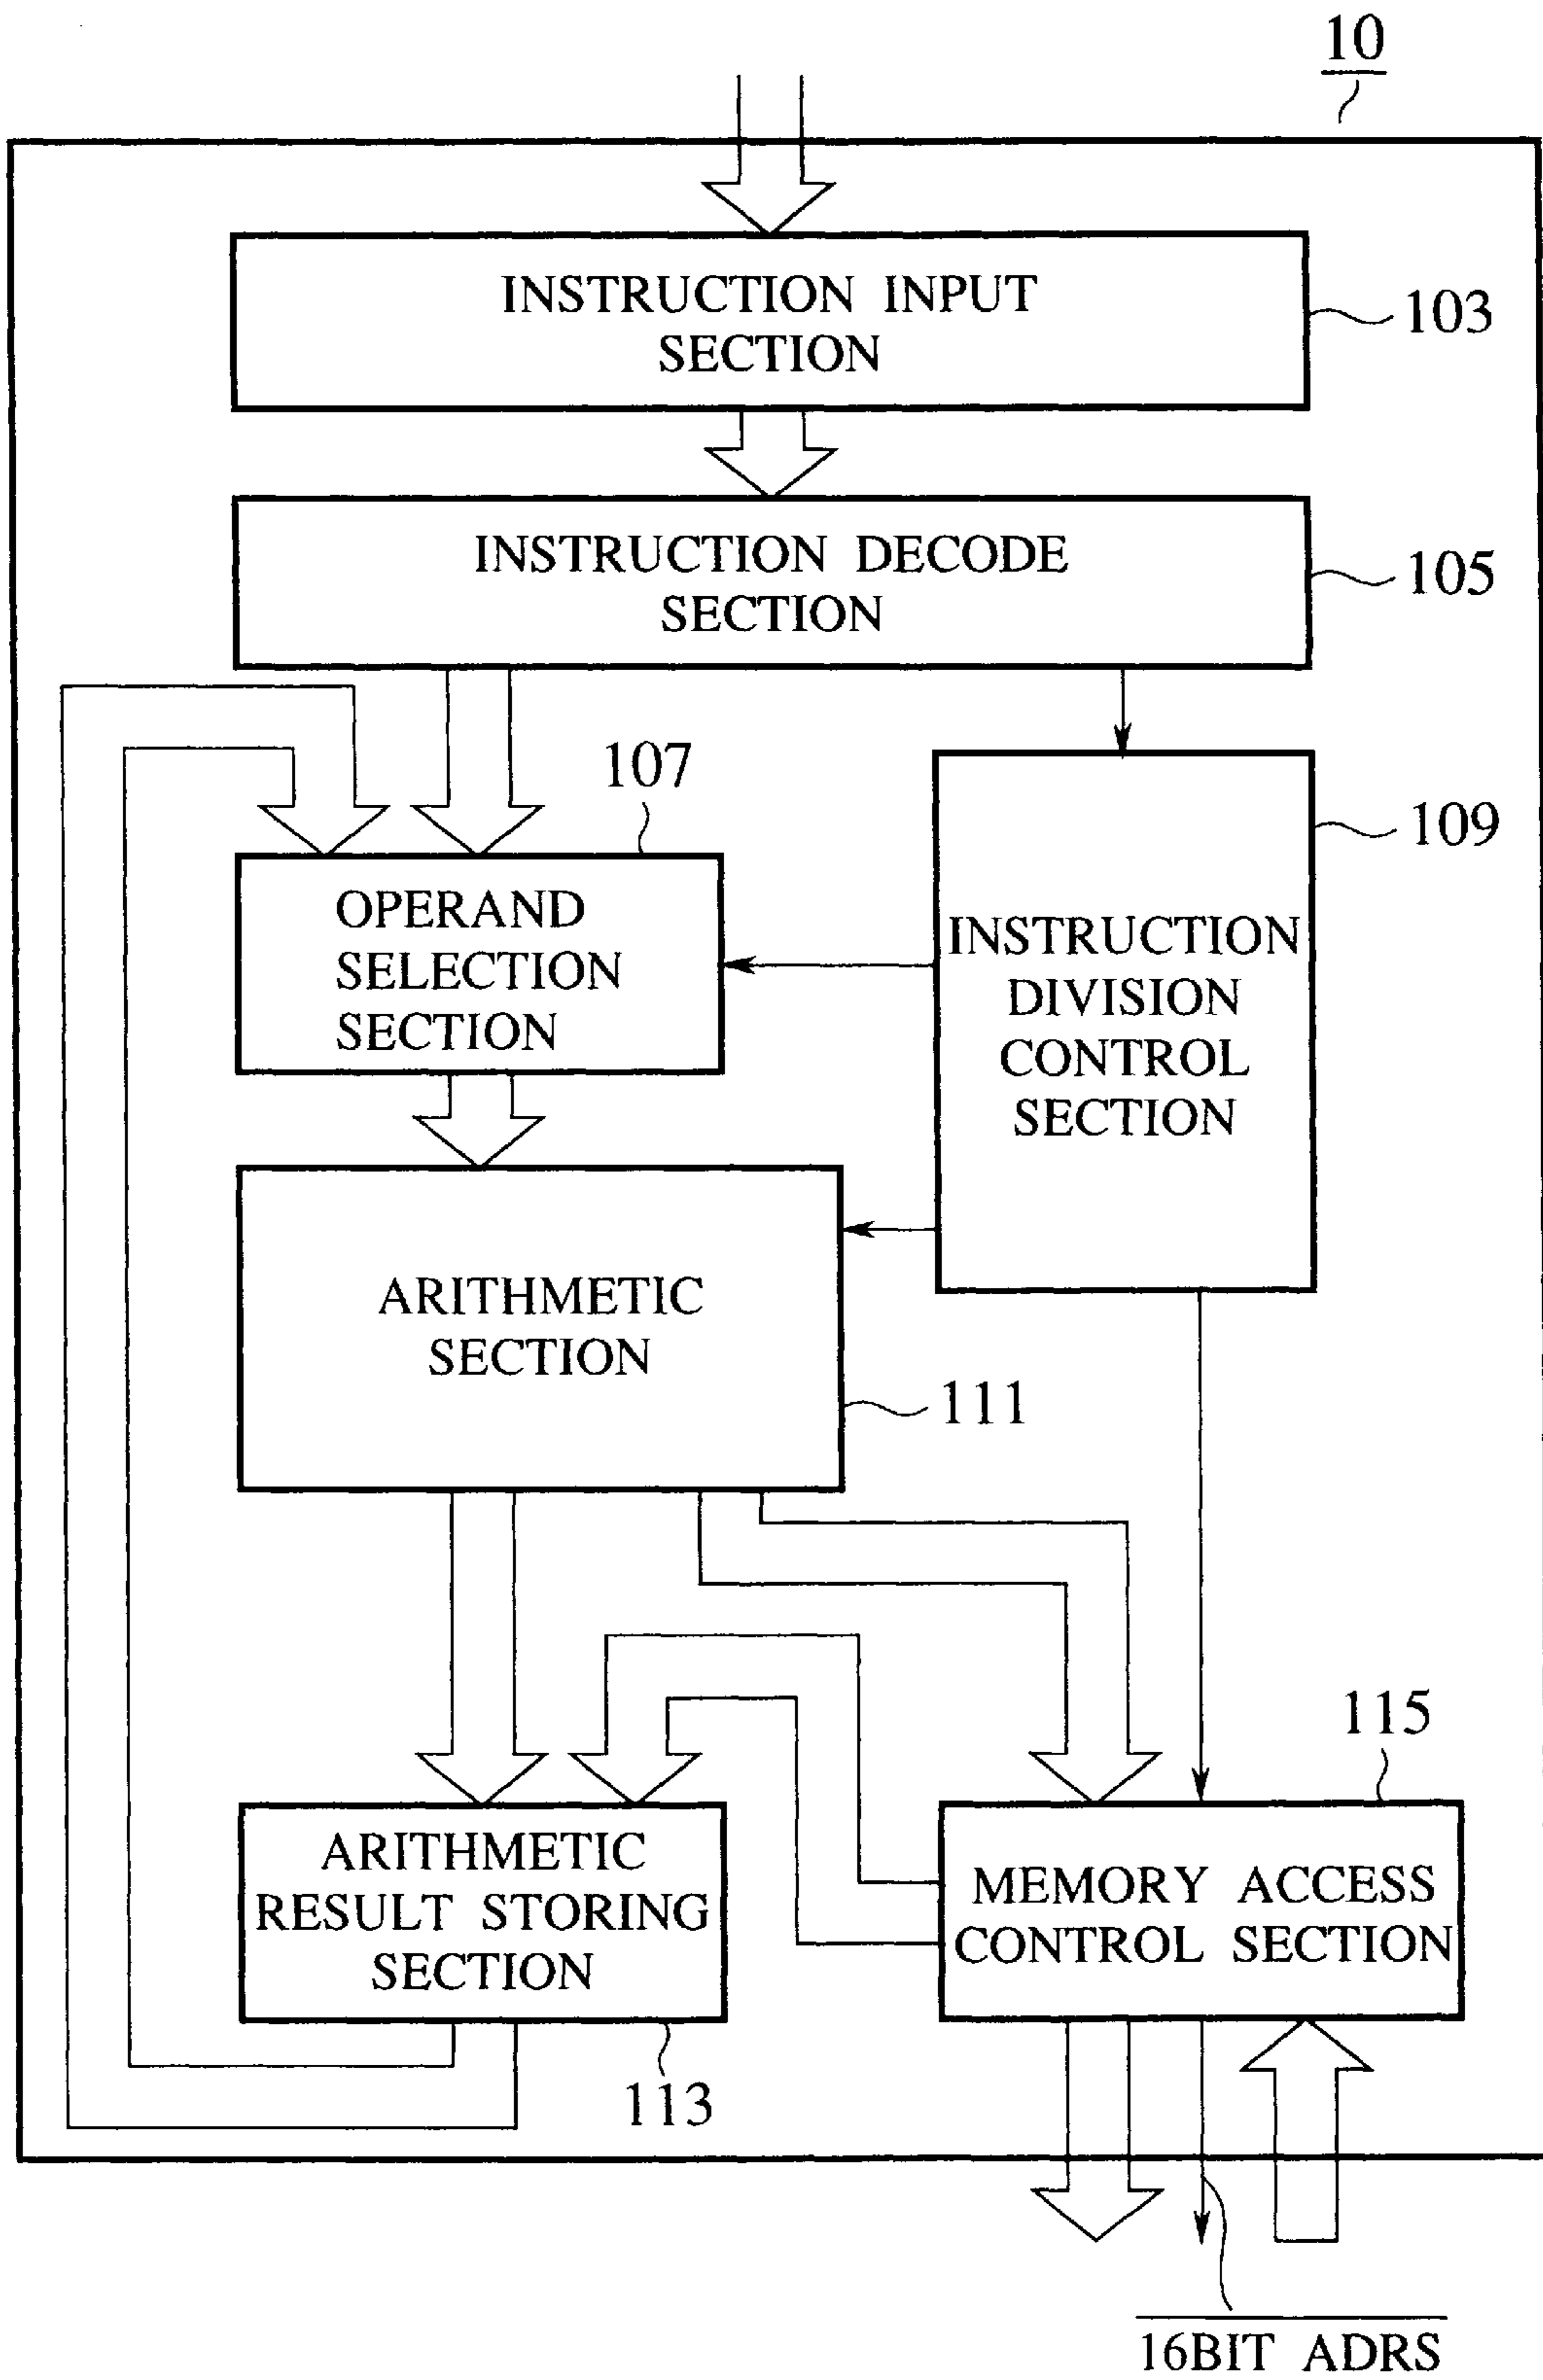 10
INSTRUCTION INPUT
SECTION
103
INSTRUCTION DECODE
SECTION
105
107
109
OPERAND
SELECTION
SECTION
INSTRUCTION
DIVISION
CONTROL
SECTION
ARITHMETIC
SECTION
111
115
ARITHMETIC
RESULT STORING
SECTION
MEMORY ACCESS
CONTROL SECTION
113
16BIT ADRS